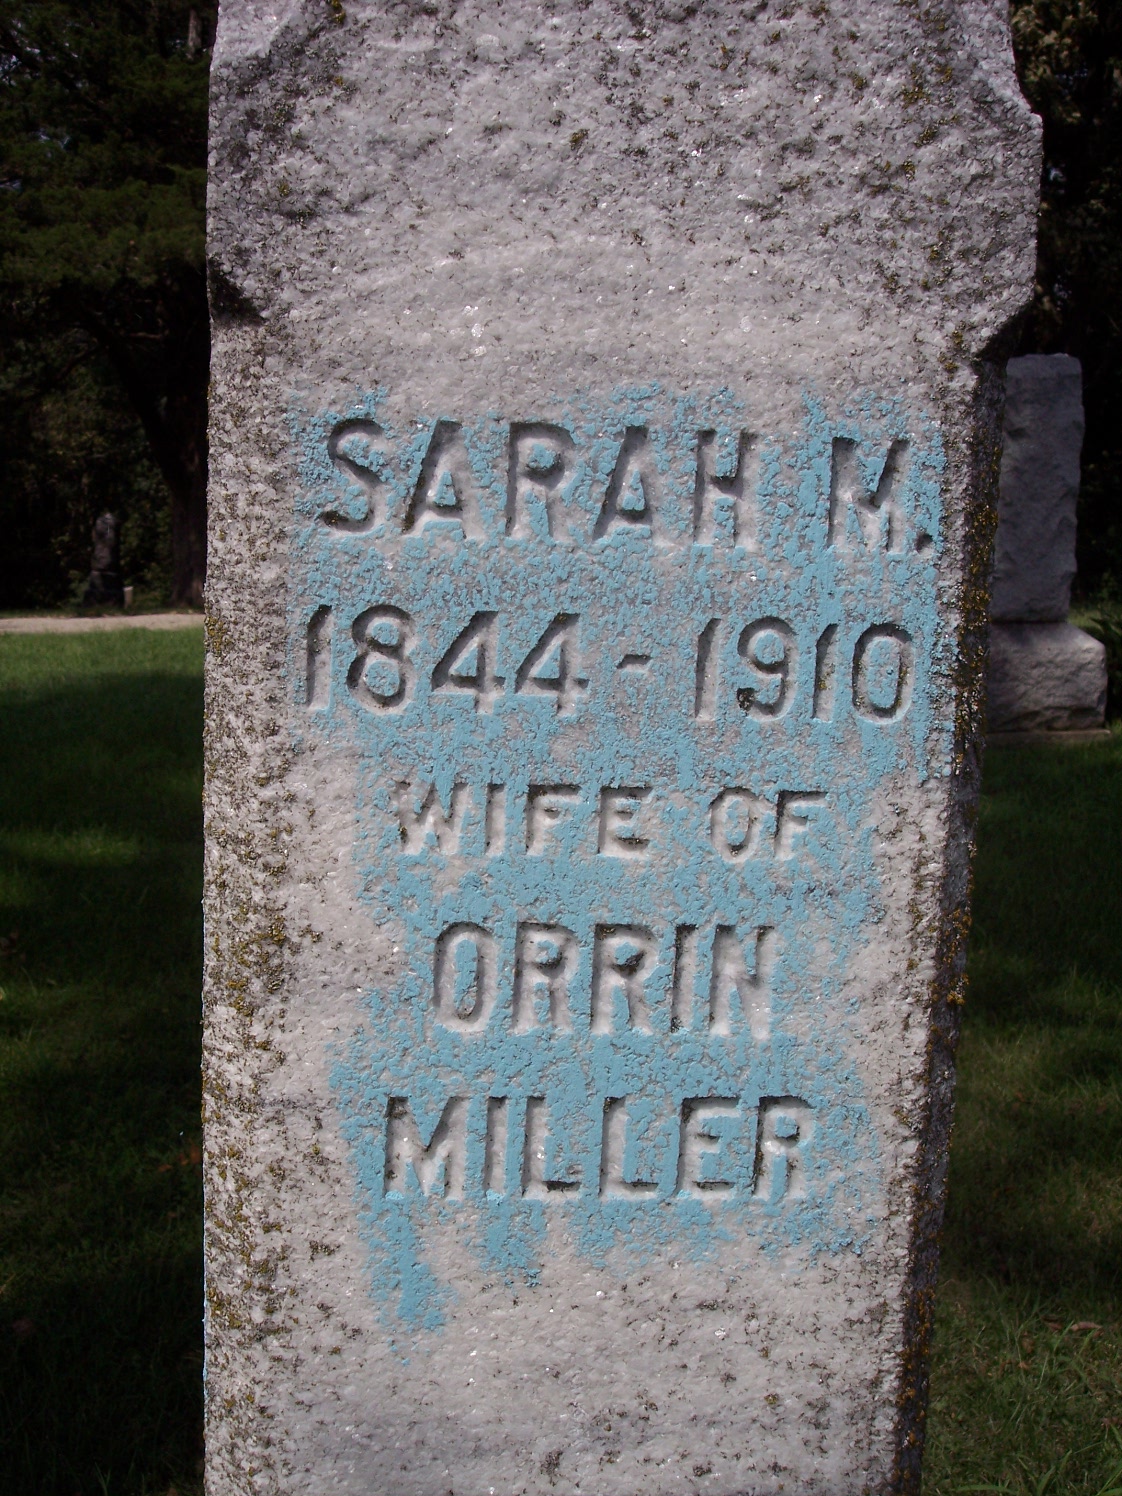 SARAH M.
1844-1910
WIFE OF
ORRIN
MILLER